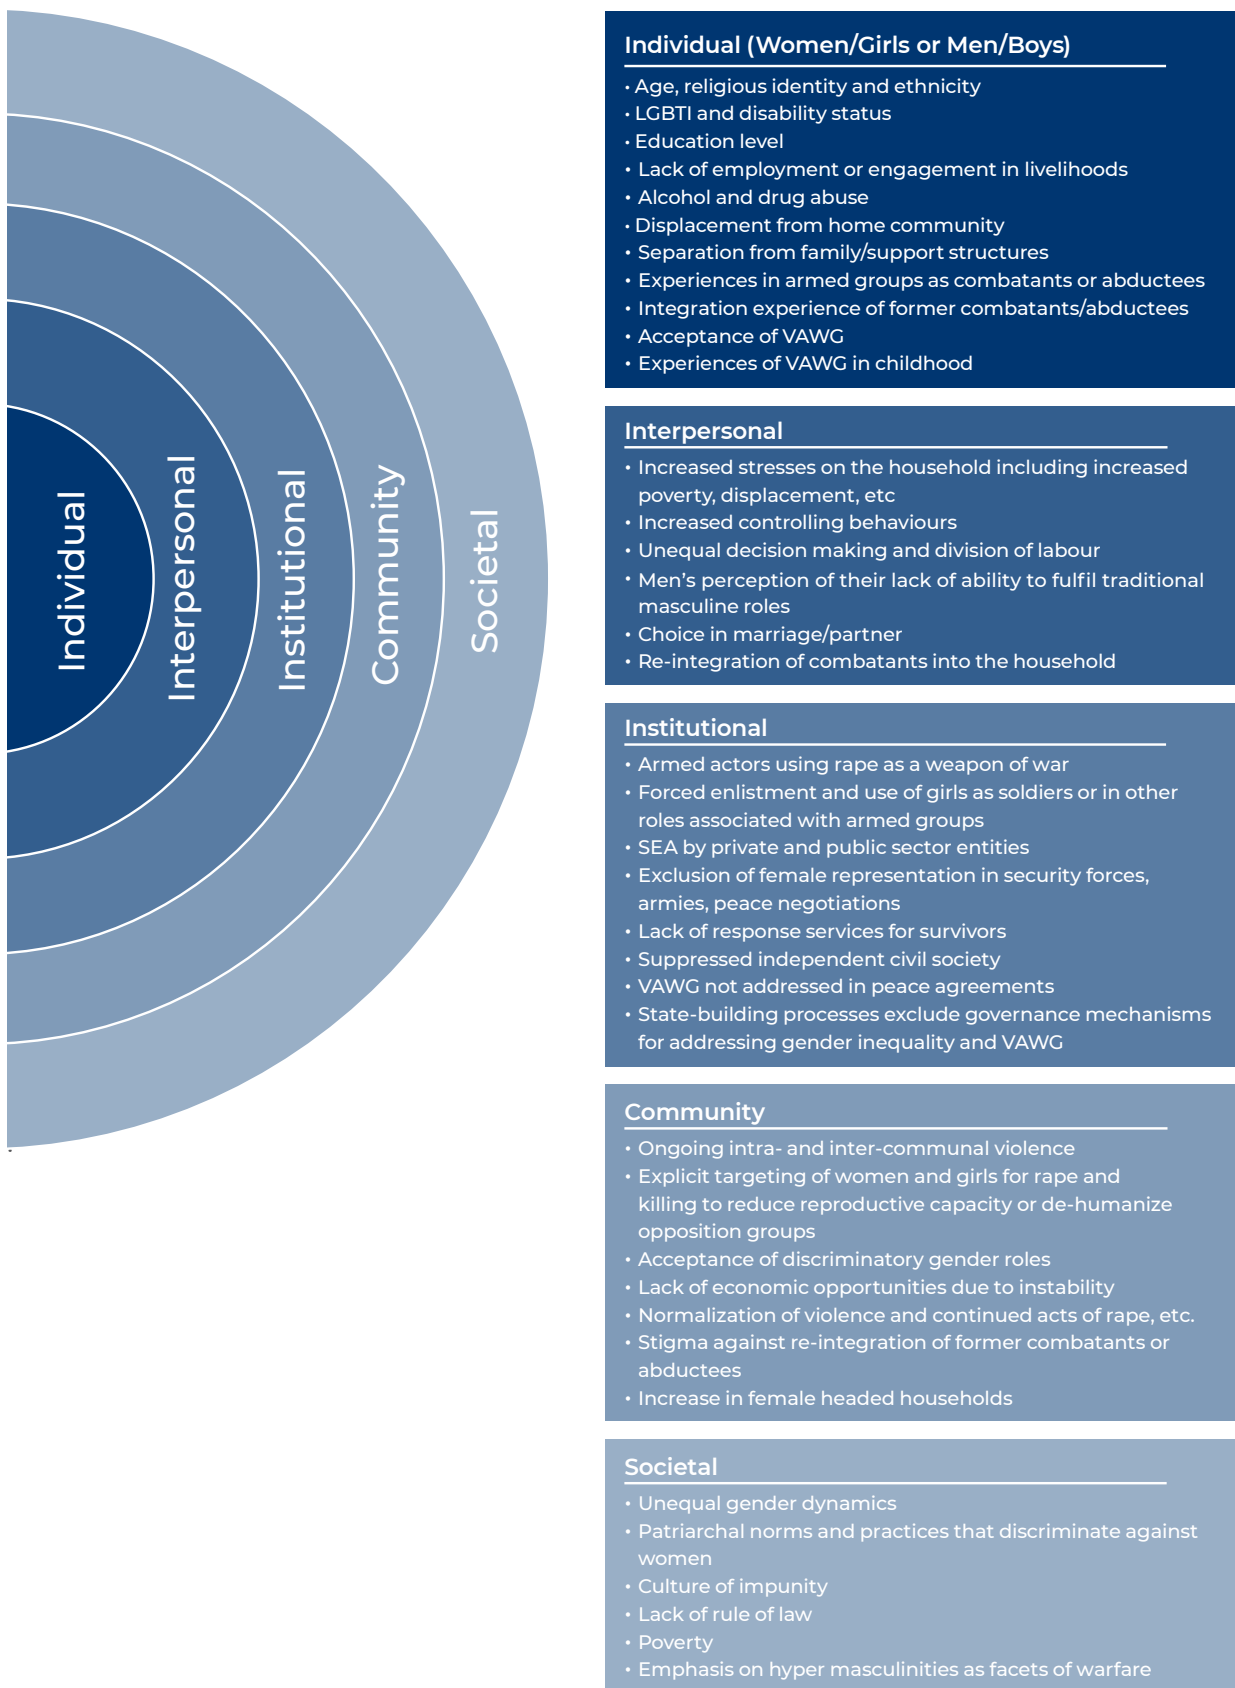 Individual
Interpersonal
Institutional
Community
Societal
Individual (Women/Girls or Men/Boys)
• Age, religious identity and ethnicity
• LGBTI and disability status
• Education level
• Lack of employment or engagement in livelihoods
• Alcohol and drug abuse
• Displacement from home community
• Separation from family/support structures
• Experiences in armed groups as combatants or abductees
• Integration experience of former combatants/abductees
• Acceptance of VAWG
• Experiences of VAWG in childhood
Interpersonal
• Increased stresses on the household including increased
poverty, displacement, etc
• Increased controlling behaviours
• Unequal decision making and division of labour
• Men’s perception of their lack of ability to fulfil traditional
masculine roles
• Choice in marriage/partner
• Re-integration of combatants into the household
Institutional
• Armed actors using rape as a weapon of war
• Forced enlistment and use of girls as soldiers or in other
roles associated with armed groups
• SEA by private and public sector entities
• Exclusion of female representation in security forces,
armies, peace negotiations
• Lack of response services for survivors
• Suppressed independent civil society
• VAWG not addressed in peace agreements
• State-building processes exclude governance mechanisms
for addressing gender inequality and VAWG
Community
• Ongoing intra- and inter-communal violence
• Explicit targeting of women and girls for rape and
killing to reduce reproductive capacity or de-humanize
opposition groups
• Acceptance of discriminatory gender roles
• Lack of economic opportunities due to instability
• Normalization of violence and continued acts of rape, etc.
• Stigma against re-integration of former combatants or
abductees
• Increase in female headed households
Societal
• Unequal gender dynamics
• Patriarchal norms and practices that discriminate against
women
• Culture of impunity
• Lack of rule of law
• Poverty
• Emphasis on hyper masculinities as facets of warfare